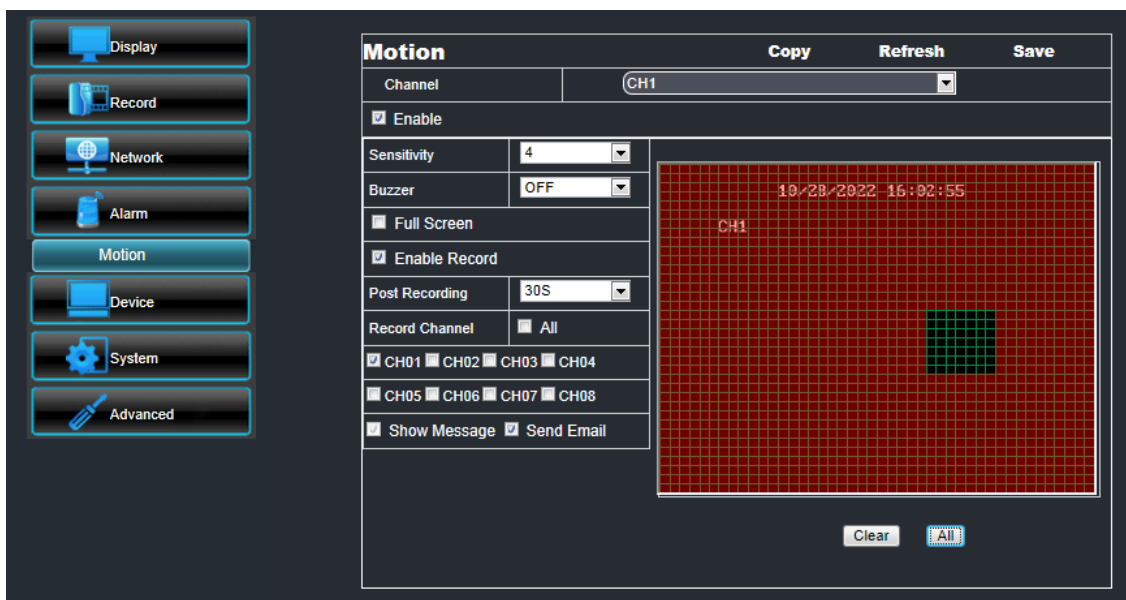 Display
Record
Network
Alarm
Motion
Device
System
Advanced
Motion Copy Refresh Save
Channel CH1
Enable
Sensitivity 4
Buzzer OFF
Full Screen
Enable Record
Post Recording 30S
Record Channel All
CH01 CH02 CH03 CH04
CH05 CH06 CH07 CH08
Show Message Send Email
10/28/2022 16:02:55
CH1
Clear All